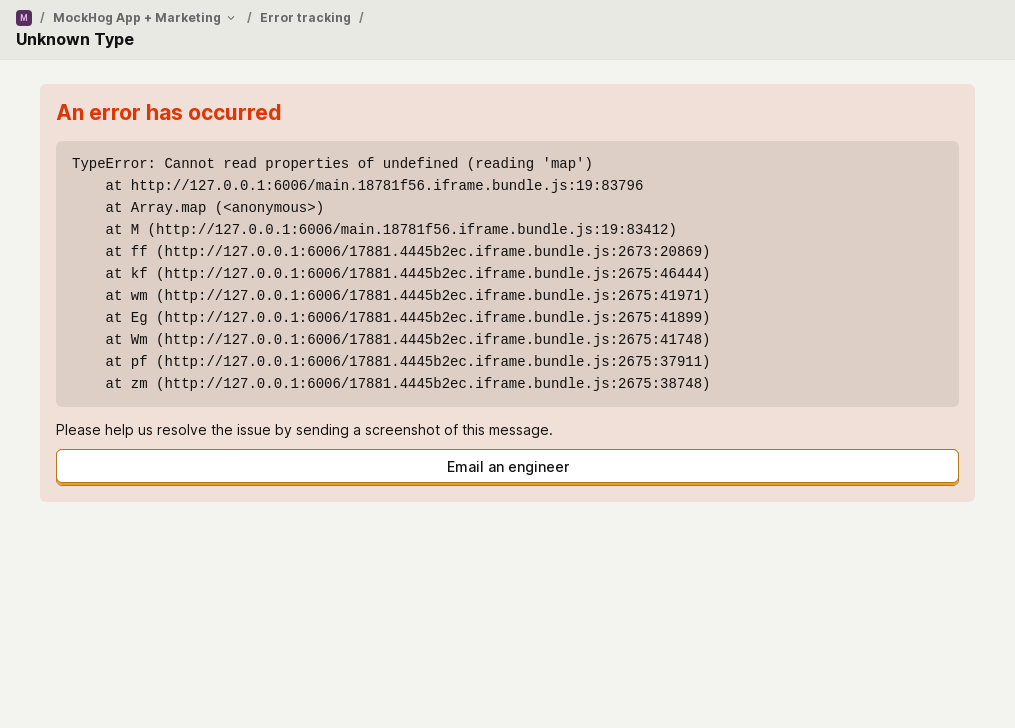 M / MockHog App + Marketing / Error tracking /
Unknown Type
An error has occurred
TypeError: Cannot read properties of undefined (reading 'map')
    at http://127.0.0.1:6006/main.18781f56.iframe.bundle.js:19:83796
    at Array.map (<anonymous>)
    at M (http://127.0.0.1:6006/main.18781f56.iframe.bundle.js:19:83412)
    at ff (http://127.0.0.1:6006/17881.4445b2ec.iframe.bundle.js:2673:20869)
    at kf (http://127.0.0.1:6006/17881.4445b2ec.iframe.bundle.js:2675:46444)
    at wm (http://127.0.0.1:6006/17881.4445b2ec.iframe.bundle.js:2675:41971)
    at Eg (http://127.0.0.1:6006/17881.4445b2ec.iframe.bundle.js:2675:41899)
    at Wm (http://127.0.0.1:6006/17881.4445b2ec.iframe.bundle.js:2675:41748)
    at pf (http://127.0.0.1:6006/17881.4445b2ec.iframe.bundle.js:2675:37911)
    at zm (http://127.0.0.1:6006/17881.4445b2ec.iframe.bundle.js:2675:38748)
Please help us resolve the issue by sending a screenshot of this message.
Email an engineer